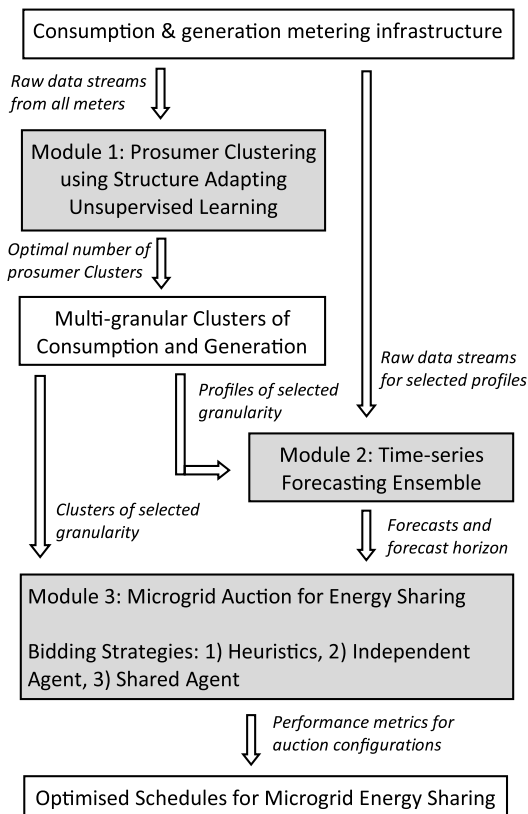 Consumption & generation metering infrastructure
Raw data streams
from all meters
Module 1: Prosumer Clustering
using Structure Adapting
Unsupervised Learning
Optimal number of
prosumer Clusters
Multi-granular Clusters of
Consumption and Generation
Raw data streams
for selected profiles
Profiles of selected
granularity
Module 2: Time-series
Forecasting Ensemble
Clusters of selected
granularity
Forecasts and
forecast horizon
Module 3: Microgrid Auction for Energy Sharing
Bidding Strategies: 1) Heuristics, 2) Independent
Agent, 3) Shared Agent
Performance metrics for
auction configurations
Optimised Schedules for Microgrid Energy Sharing